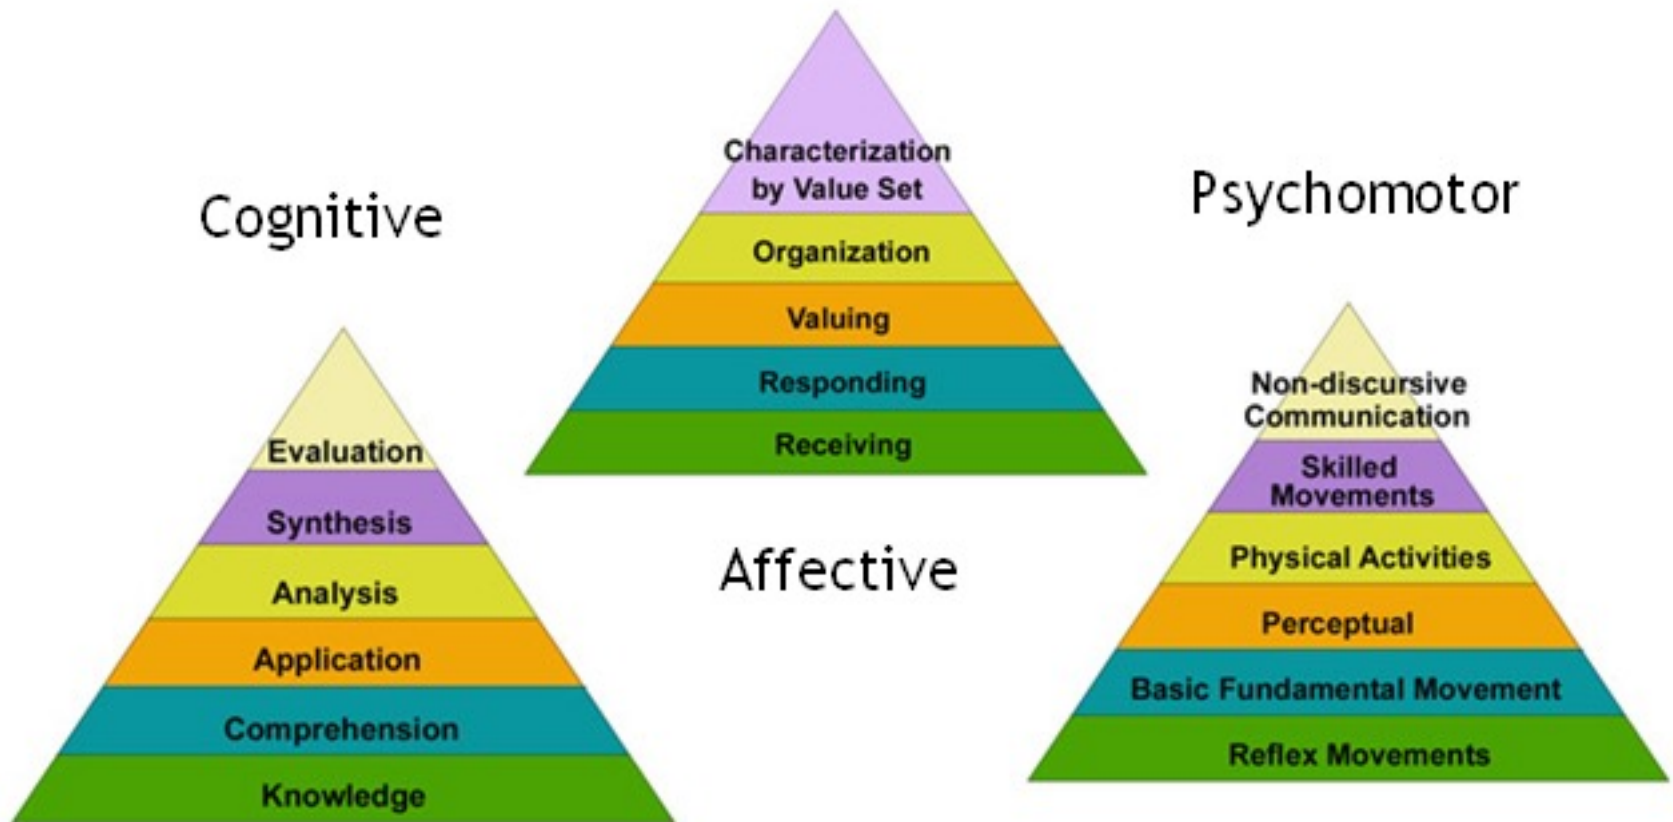 Cognitive
Evaluation
Synthesis
Analysis
Application
Comprehension
Knowledge
Characterization
by Value Set
Organization
Valuing
Responding
Receiving
Affective
Psychomotor
Non-discursive
Communication
Skilled
Movements
Physical Activities
Perceptual
Basic Fundamental Movement
Reflex Movements